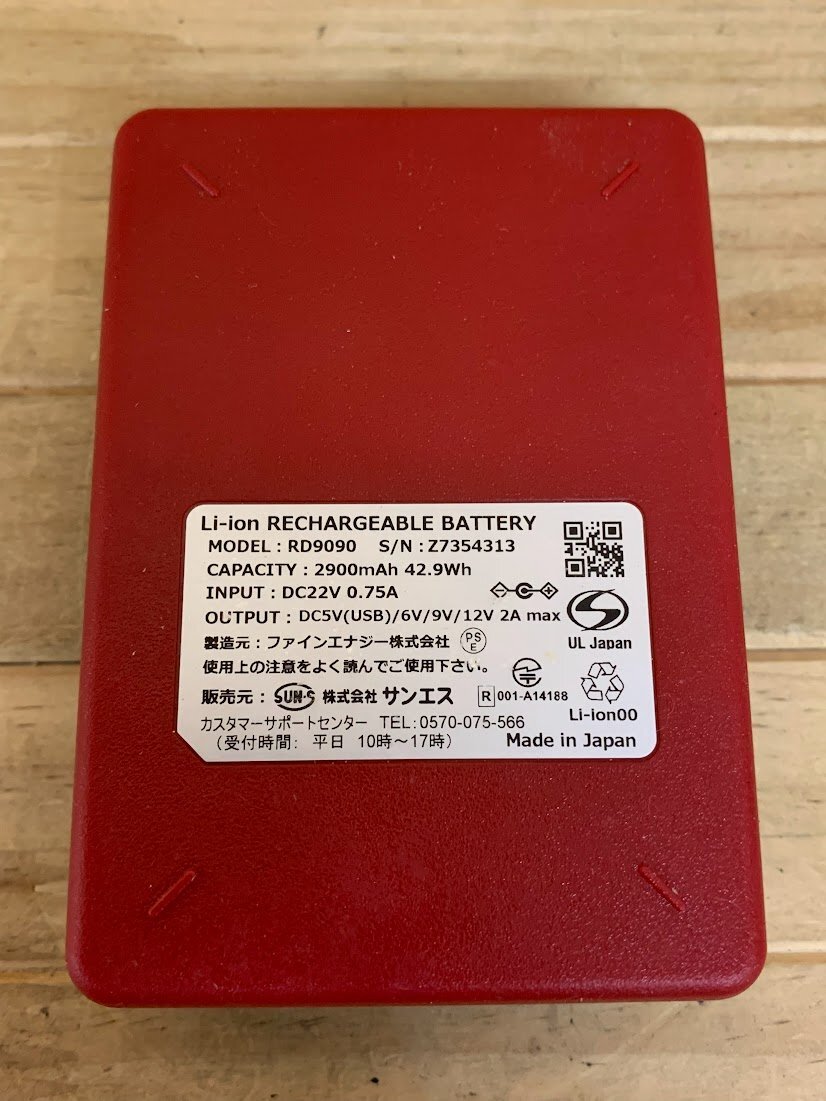 Li-ion RECHARGEABLE BATTERY
MODEL : RD9090 S/N : Z7354313
CAPACITY : 2900mAh 42.9Wh
INPUT : DC22V 0.75A
OUTPUT : DC5V(USB)/6V/9V/12V 2A max
UL Japan
製造元 : ファインエナジー株式会社 PSE
使用上の注意をよく読んでご使用下さい。
販売元 : SUN・S 株式会社 サンエス R 001-A14188
Li-ion00
カスタマーサポートセンター TEL:0570-075-566
（受付時間: 平日 10時～17時）
Made in Japan